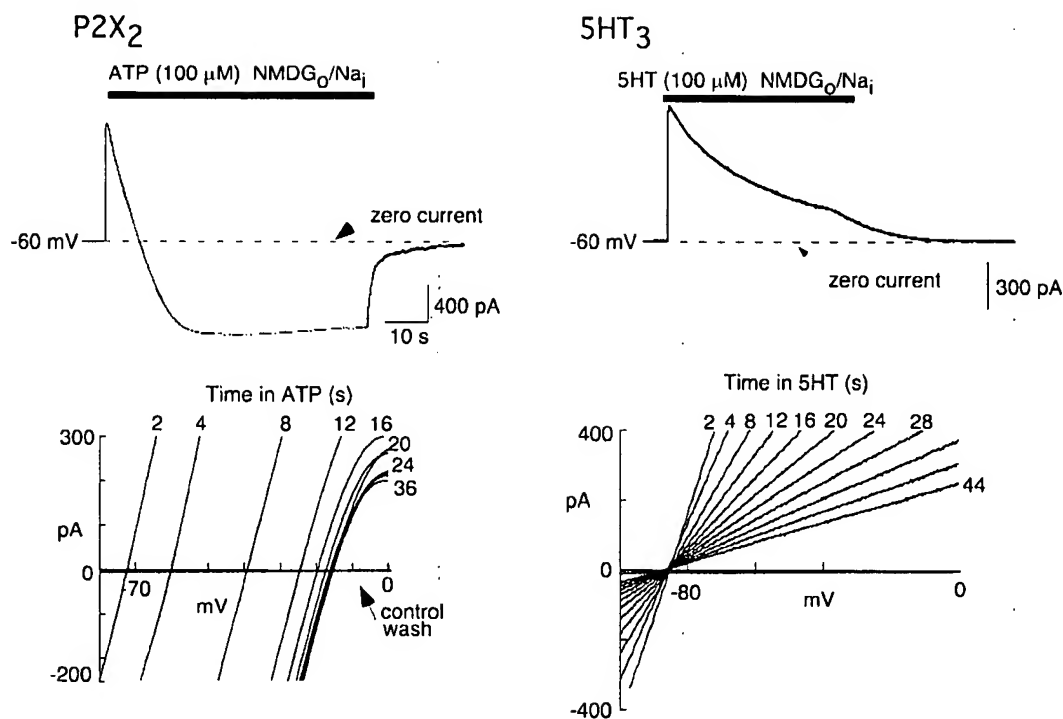 P2X₂
ATP (100 µM) NMDGO/Nai
zero current
-60 mV
400 pA
10 s
Time in ATP (s)
2 4 8 12 16
20
24
36
300
pA
0
-200
-70
mV
0
control
wash
5HT₃
5HT (100 µM) NMDGO/Nai
-60 mV
zero current
300 pA
Time in 5HT (s)
2 4 8 12 16 20 24 28
44
400
pA
0
-400
-80
mV
0